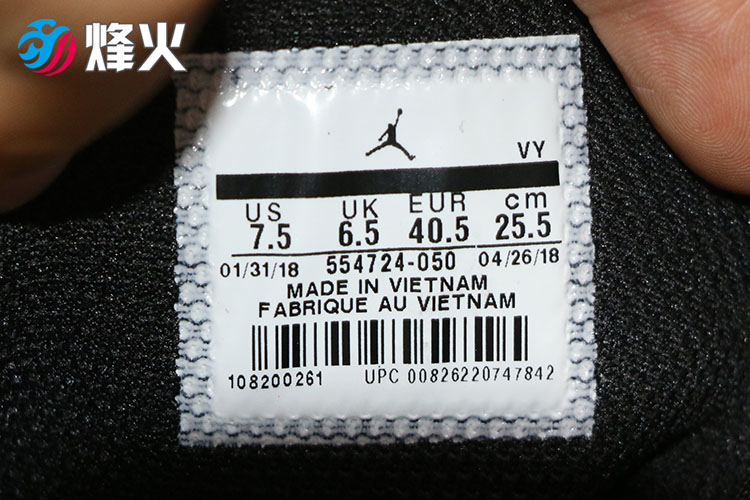 烽火
VY
US UK EUR cm
7.5 6.5 40.5 25.5
01/31/18 554724-050 04/26/18
MADE IN VIETNAM
FABRIQUE AU VIETNAM
108200261 UPC 00826220747842